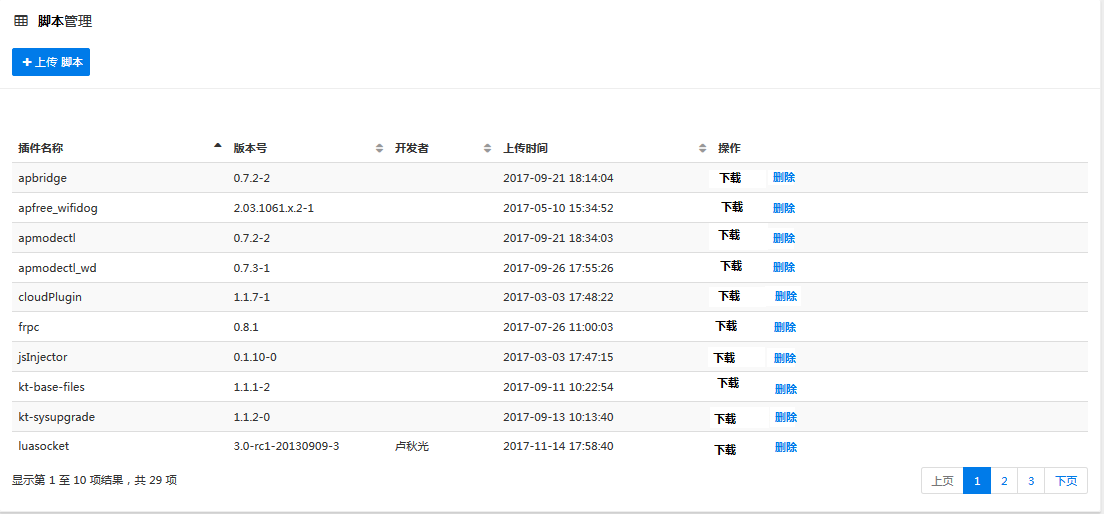 脚本管理
上传 脚本
插件名称 版本号 开发者 上传时间 操作
apbridge 0.7.2-2 2017-09-21 18:14:04 下载 删除
apfree_wifidog 2.03.1061.x.2-1 2017-05-10 15:34:52 下载 删除
apmodectl 0.7.2-2 2017-09-21 18:34:03 下载 删除
apmodectl_wd 0.7.3-1 2017-09-26 17:55:26 下载 删除
cloudPlugin 1.1.7-1 2017-03-03 17:48:22 下载 删除
frpc 0.8.1 2017-07-26 11:00:03 下载 删除
jsInjector 0.1.10-0 2017-03-03 17:47:15 下载 删除
kt-base-files 1.1.1-2 2017-09-11 10:22:54 下载 删除
kt-sysupgrade 1.1.2-0 2017-09-13 10:13:40 下载 删除
luasocket 3.0-rc1-20130909-3 卢秋光 2017-11-14 17:58:40 下载 删除
显示第 1 至 10 项结果，共 29 项 上页 1 2 3 下页